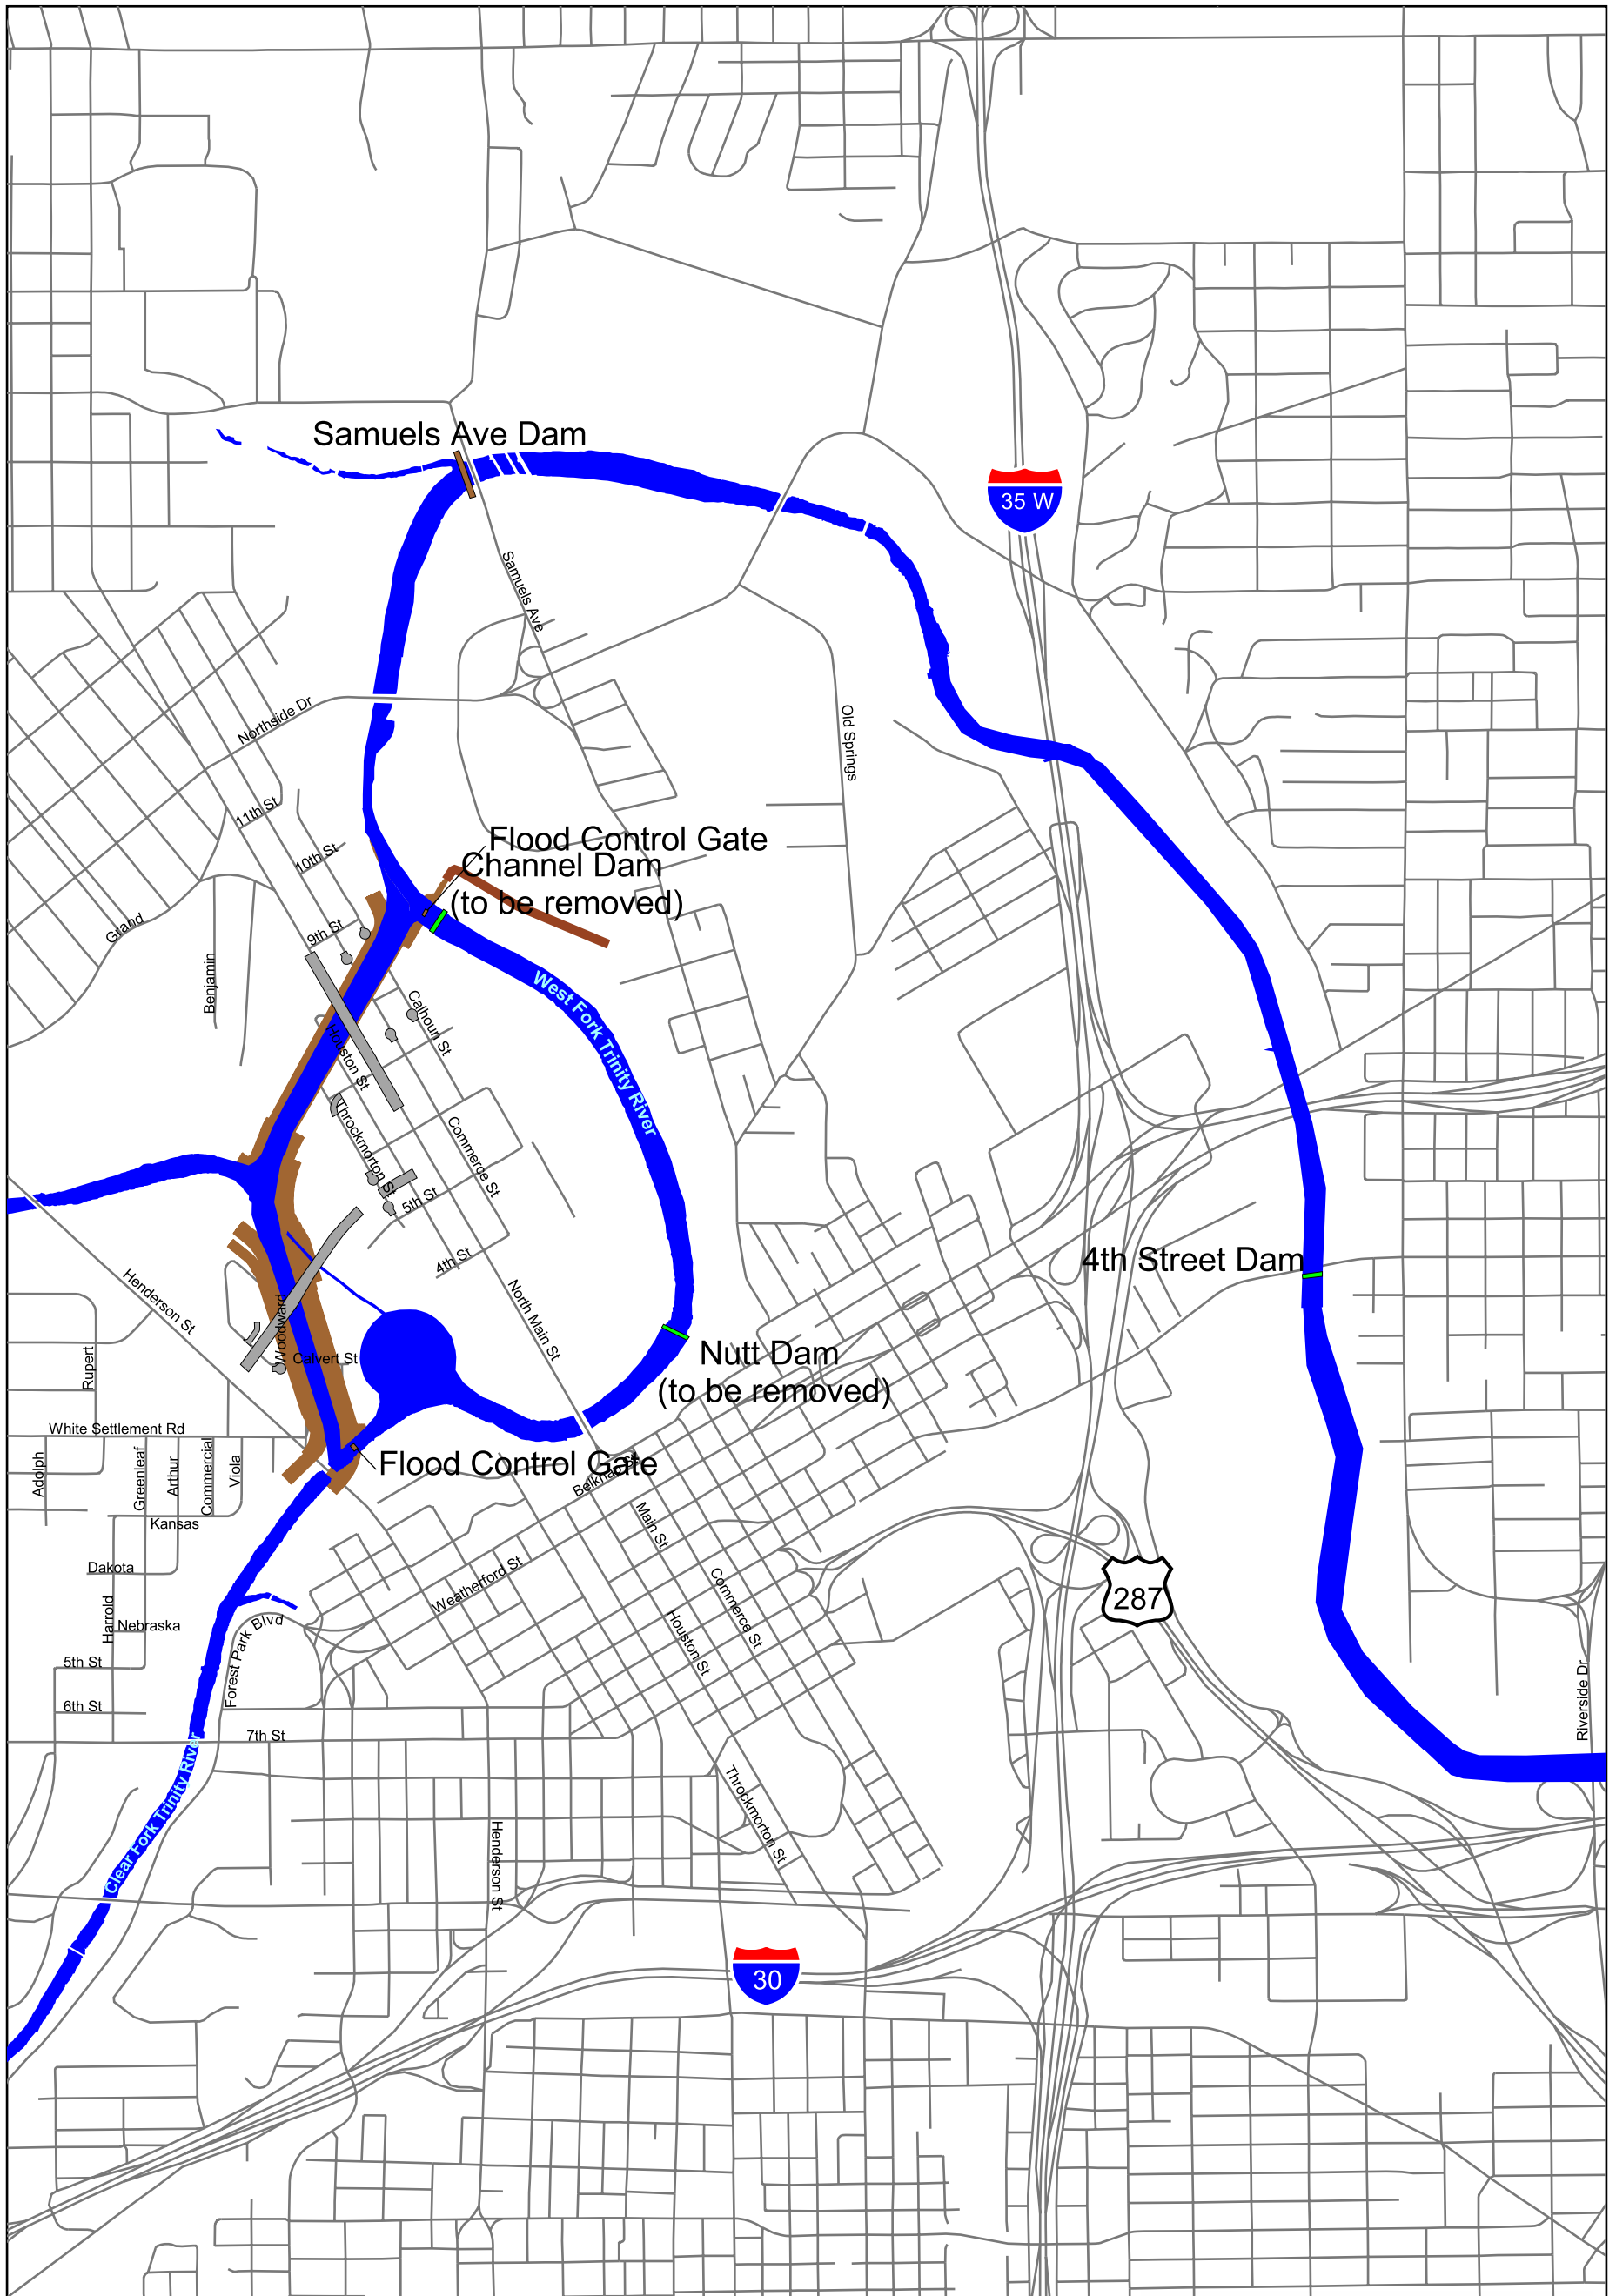 Samuels Ave Dam
35 W
Samuels Ave
Northside Dr
Old Springs
11th St
10th St
Flood Control Gate
Channel Dam
(to be removed)
Grand
9th St
Benjamin
West Fork Trinity River
Calhoun St
Houston St
Throckmorton St
Commerce St
5th St
4th St
4th Street Dam
Henderson St
North Main St
Woodward
Calvert St
Rupert
Nutt Dam
(to be removed)
White Settlement Rd
Adolph
Greenleaf
Arthur
Commercial
Viola
Flood Control Gate
Belknap St
Kansas
Main St
Dakota
Weatherford St
Commerce St
287
Harrold
Nebraska
Forest Park Blvd
Houston St
5th St
6th St
7th St
Riverside Dr
Clear Fork Trinity River
Throckmorton St
Henderson St
30